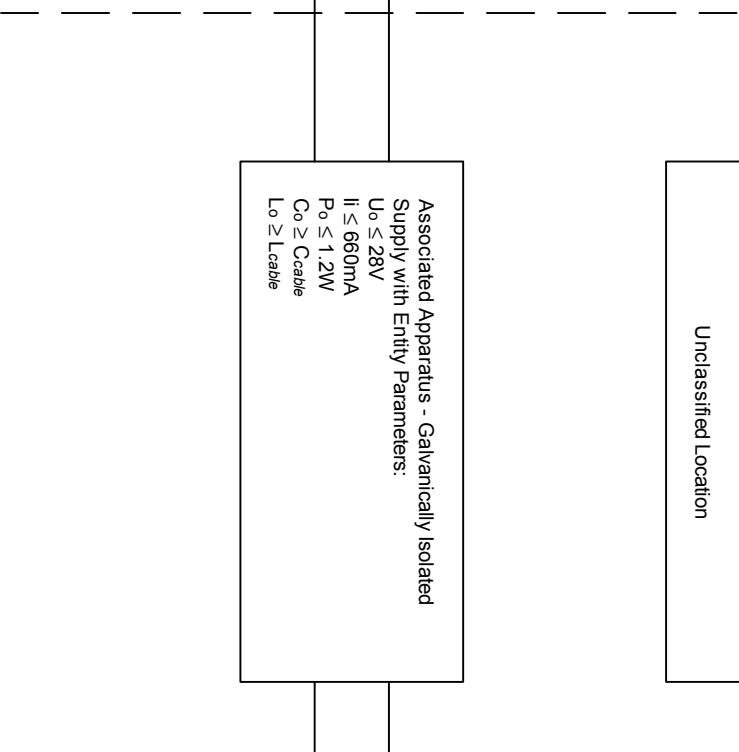 Unclassified Location
Associated Apparatus - Galvanically Isolated
Supply with Entity Parameters:
Uo ≤ 28V
Ii ≤ 660mA
Po ≤ 1.2W
Co ≥ Ccable
Lo ≥ Lcable